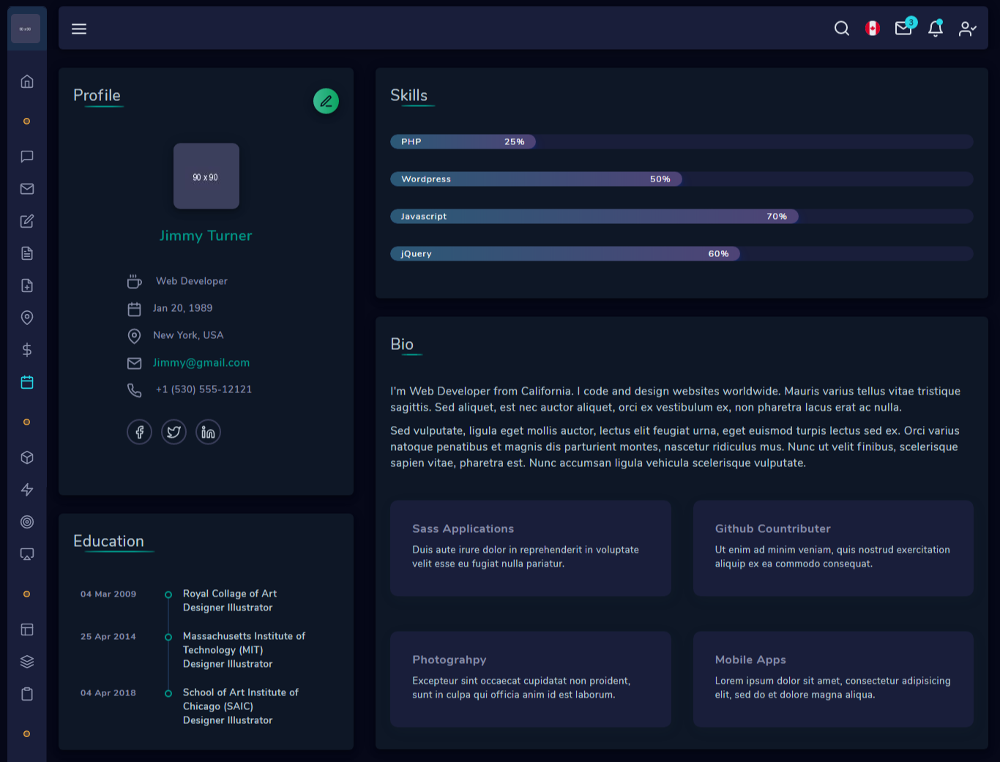 90 x 90
3
Profile
90 x 90
Jimmy Turner
Web Developer
Jan 20, 1989
New York, USA
Jimmy@gmail.com
+1 (530) 555-12121
Education
04 Mar 2009
Royal Collage of Art
Designer Illustrator
25 Apr 2014
Massachusetts Institute of
Technology (MIT)
Designer Illustrator
04 Apr 2018
School of Art Institute of
Chicago (SAIC)
Designer Illustrator
Skills
PHP 25%
Wordpress 50%
Javascript 70%
jQuery 60%
Bio
I'm Web Developer from California. I code and design websites worldwide. Mauris varius tellus vitae tristique
sagittis. Sed aliquet, est nec auctor aliquet, orci ex vestibulum ex, non pharetra lacus erat ac nulla.
Sed vulputate, ligula eget mollis auctor, lectus elit feugiat urna, eget euismod turpis lectus sed ex. Orci varius
natoque penatibus et magnis dis parturient montes, nascetur ridiculus mus. Nunc ut velit finibus, scelerisque
sapien vitae, pharetra est. Nunc accumsan ligula vehicula scelerisque vulputate.
Sass Applications
Duis aute irure dolor in reprehenderit in voluptate
velit esse eu fugiat nulla pariatur.
Github Countributer
Ut enim ad minim veniam, quis nostrud exercitation
aliquip ex ea commodo consequat.
Photograhpy
Excepteur sint occaecat cupidatat non proident,
sunt in culpa qui officia anim id est laborum.
Mobile Apps
Lorem ipsum dolor sit amet, consectetur adipisicing
elit, sed do et dolore magna aliqua.